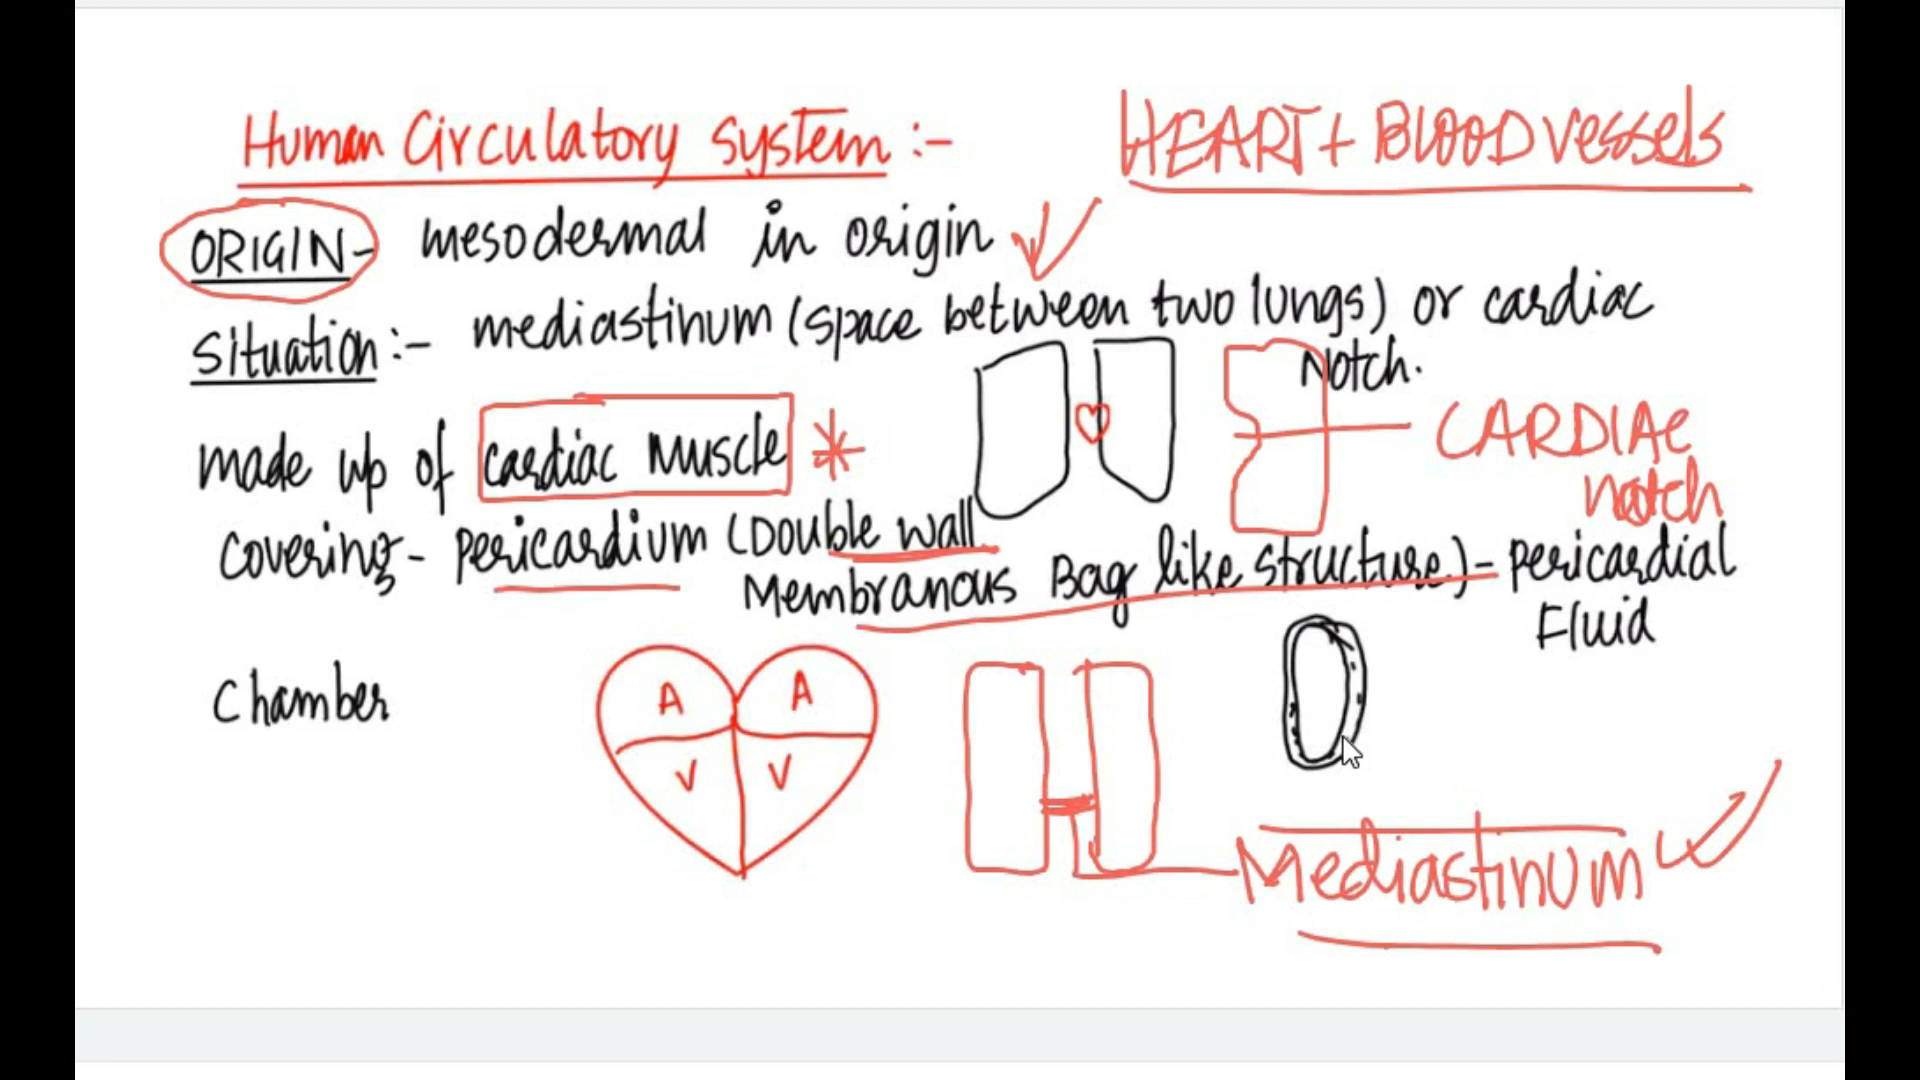 Human Circulatory System :-
HEART + BLOOD vessels
ORIGIN - mesodermal in origin
Situation :- mediastinum (space between two lungs) or cardiac
Notch.
made up of cardiac Muscle *
CARDIAC
notch
Covering - Pericardium (Double wall
Membranous Bag like structure) - Pericardial
Fluid
Chamber
A A
V V
Mediastinum